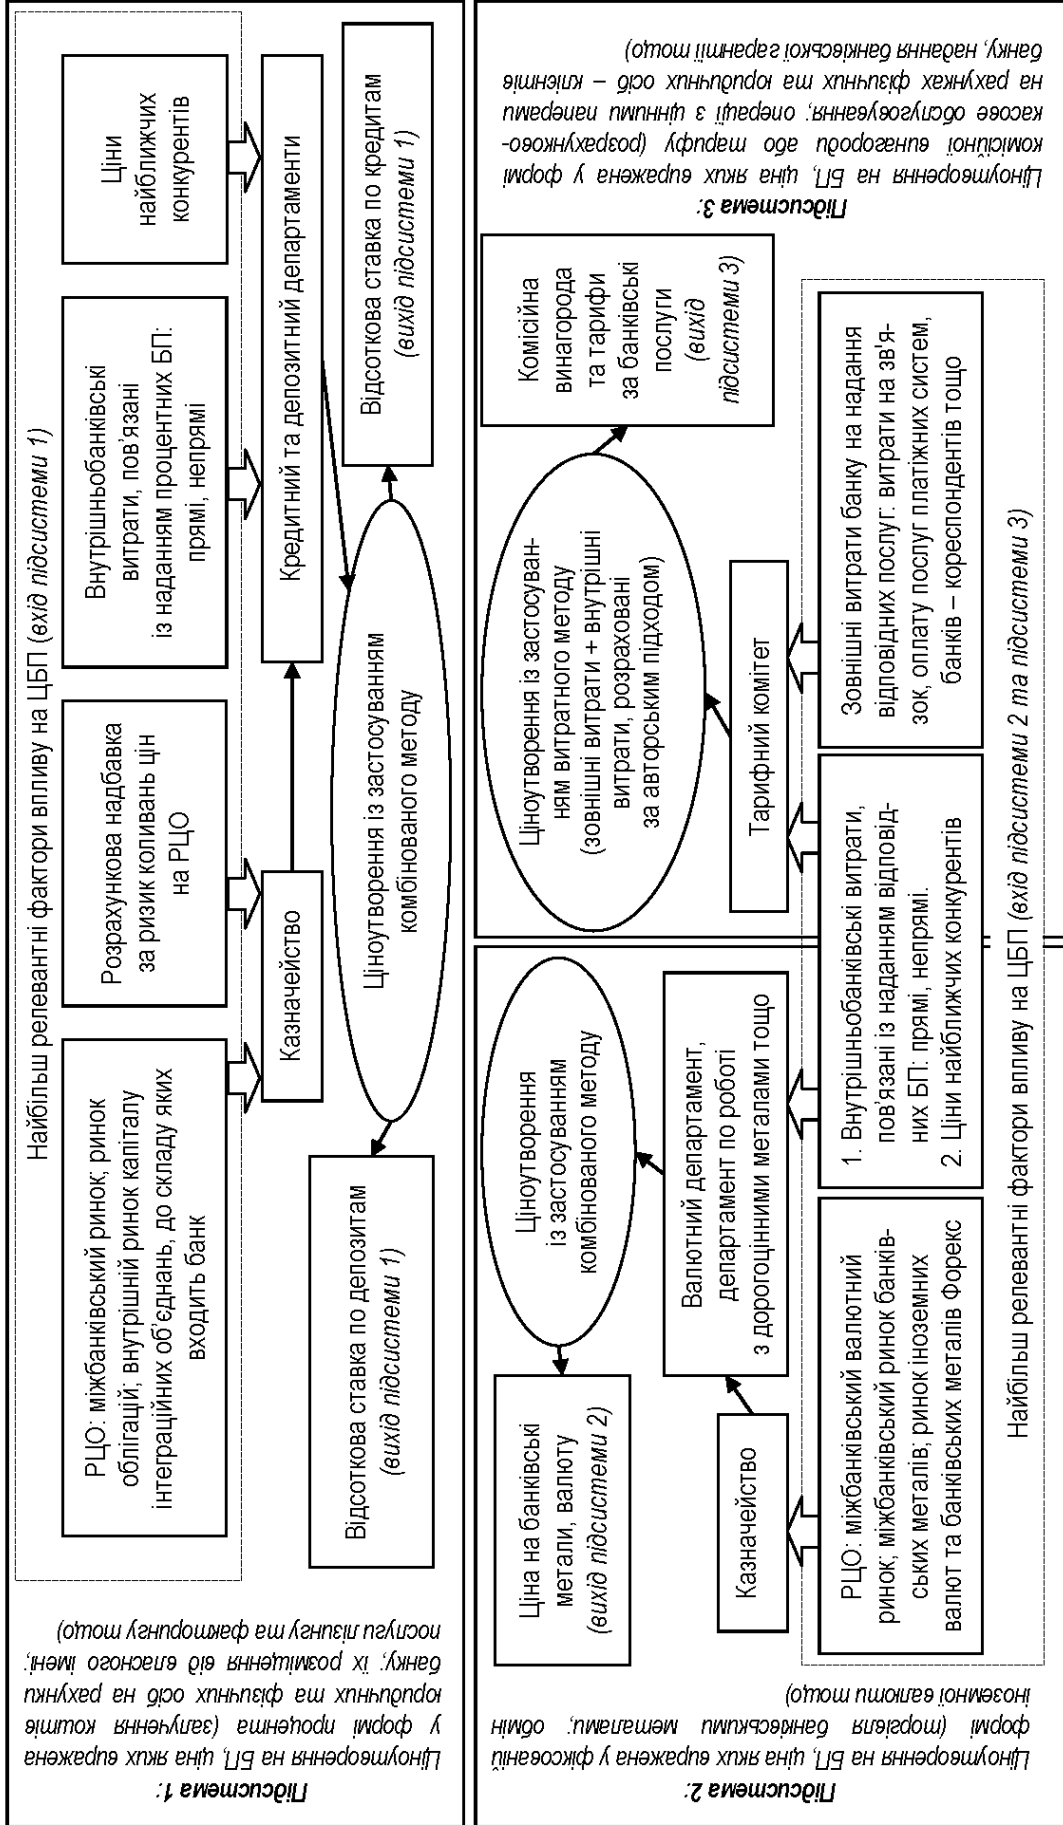 Підсистема 1:
Ціноутворення на БП, ціна яких виражена
у формі процента (залучення коштів
юридичних та фізичних осіб на рахунки
банку; їх розміщення від власного імені;
послуги лізингу та факторингу тощо)
Найбільш релевантні фактори впливу на ЦБП (вхід підсистеми 1)
РЦО: міжбанківський ринок; ринок
облігацій; внутрішній ринок капіталу
інтеграційних об'єднань, до складу яких
входить банк
Розрахункова надбавка
за ризик коливань цін
на РЦО
Внутрішньобанківські
витрати, пов'язані
із наданням процентних БП:
прямі, непрямі
Ціни
найближчих
конкурентів
Казначейство
Кредитний та депозитний департаменти
Відсоткова ставка по депозитам
(вихід підсистеми 1)
Ціноутворення із застосуванням
комбінованого методу
Відсоткова ставка по кредитам
(вихід підсистеми 1)
Підсистема 2:
Ціноутворення на БП, ціна яких виражена у фіксованій
формі (торгівля банківськими металами; обмін
іноземної валюти тощо)
Ціна на банківські
метали, валюту
(вихід підсистеми 2)
Ціноутворення
із застосуванням
комбінованого методу
Казначейство
Валютний департамент,
департамент по роботі
з дорогоцінними металами тощо
Підсистема 3:
Ціноутворення на БП, ціна яких виражена у формі
комісійної винагороди або тарифу (розрахунково-
касове обслуговування; операції з цінними паперами
на рахунках фізичних та юридичних осіб – клієнтів
банку, надання банківської гарантії тощо)
Ціноутворення із застосуван-
ням витратного методу
(зовнішні витрати + внутрішні
витрати, розраховані
за авторським підходом)
Комісійна
винагорода
та тарифи
за банківські
послуги
(вихід
підсистеми 3)
Тарифний комітет
РЦО: міжбанківський валютний
ринок; міжбанківський ринок банків-
ських металів; ринок іноземних
валют та банківських металів Форекс
1. Внутрішньобанківські витрати,
пов'язані із наданням відповід-
них БП: прямі, непрямі.
2. Ціни найближчих конкурентів
Зовнішні витрати банку на надання
відповідних послуг: витрати на зв'я-
зок, оплату послуг платіжних систем,
банків – кореспондентів тощо
Найбільш релевантні фактори впливу на ЦБП (вхід підсистеми 2 та підсистеми 3)